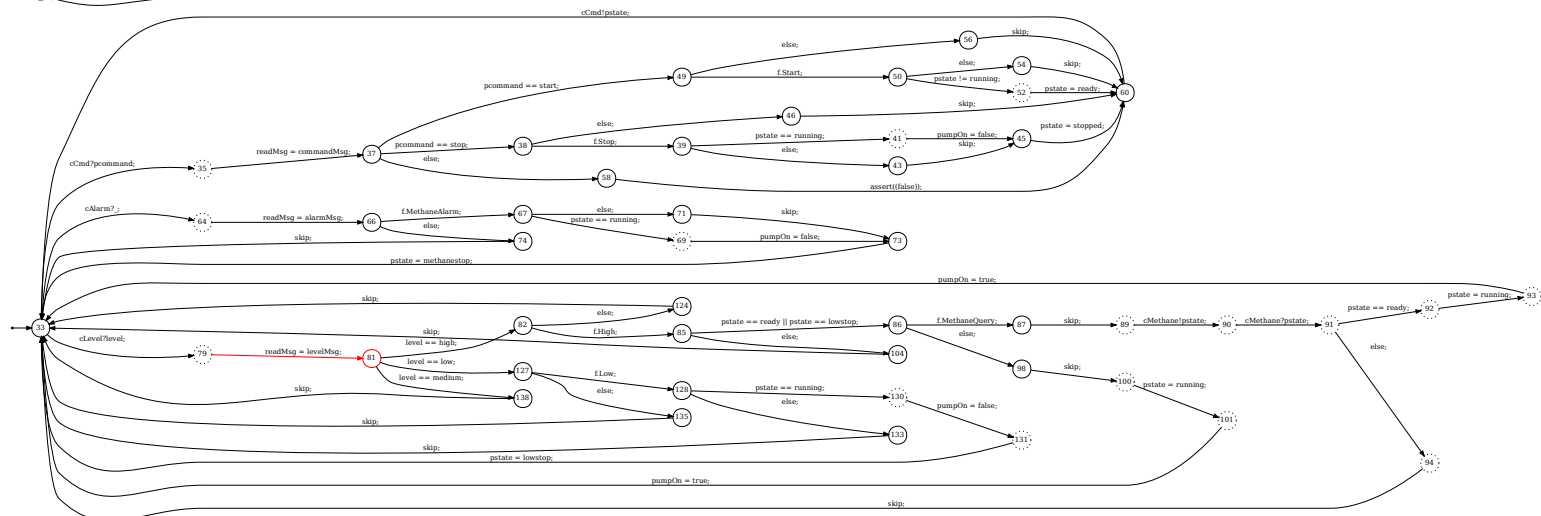 cCmd!pstate;
56
skip;
else;
49
f.Start;
50
else;
54
skip;
pstate != running;
52
pstate = ready;
60
pcommand == start;
46
skip;
else;
cCmd?pcommand;
35
readMsg = commandMsg;
37
pcommand == stop;
38
f.Stop;
39
pstate == running;
41
pumpOn = false;
45
pstate = stopped;
else;
43
skip;
else;
58
assert((false));
cAlarm?_;
64
readMsg = alarmMsg;
66
f.MethaneAlarm;
67
else;
71
skip;
pstate == running;
69
pumpOn = false;
73
else;
74
skip;
pstate = methanestop;
pumpOn = true;
93
pstate = running;
92
pstate == ready;
skip;
124
else;
33
82
f.High;
85
pstate == ready || pstate == lowstop;
86
f.MethaneQuery;
87
skip;
89
cMethane!pstate;
90
cMethane?pstate;
91
skip;
else;
else;
else;
104
cLevel?level;
79
readMsg = levelMsg;
81
level == high;
level == low;
127
f.Low;
128
pstate == running;
130
98
skip;
100
pstate = running;
level == medium;
138
skip;
else;
else;
pumpOn = false;
135
skip;
101
133
skip;
131
pstate = lowstop;
94
pumpOn = true;
skip;